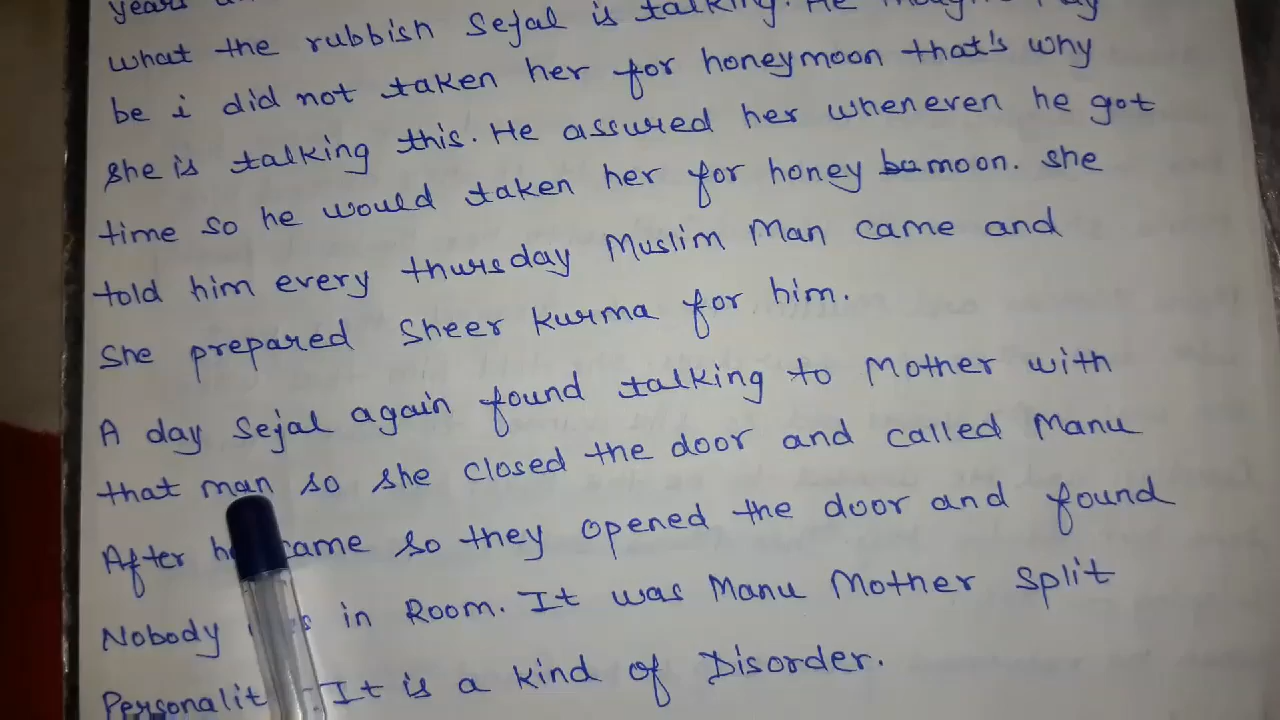 years
what the rubbish Sejal is talking. He
be i did not taken her for honeymoon that's why
she is talking this. He assured her wheneven he got
time so he would taken her for honey bamoon. she
told him every thursday Muslim Man came and
She prepared Sheer Kurma for him.
A day Sejal again found talking to Mother with
that man so she closed the door and called Manu
After came so they opened the door and found
Nobody in Room. It was Manu Mother Split
Personalit It is a kind of Disorder.